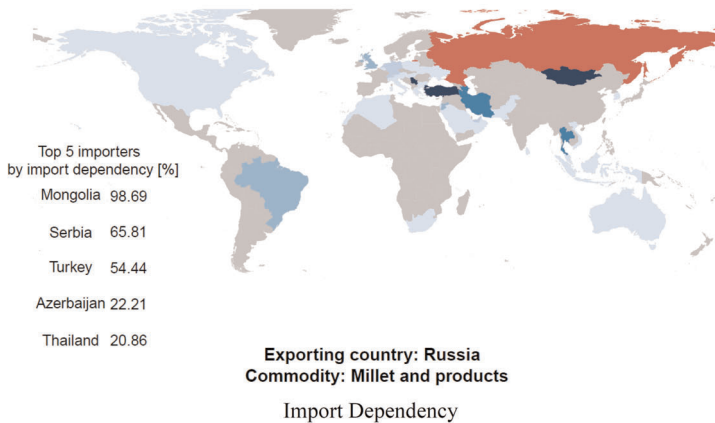 Top 5 importers
by import dependency [%]
Mongolia 98.69
Serbia 65.81
Turkey 54.44
Azerbaijan 22.21
Thailand 20.86
Exporting country: Russia
Commodity: Millet and products
Import Dependency